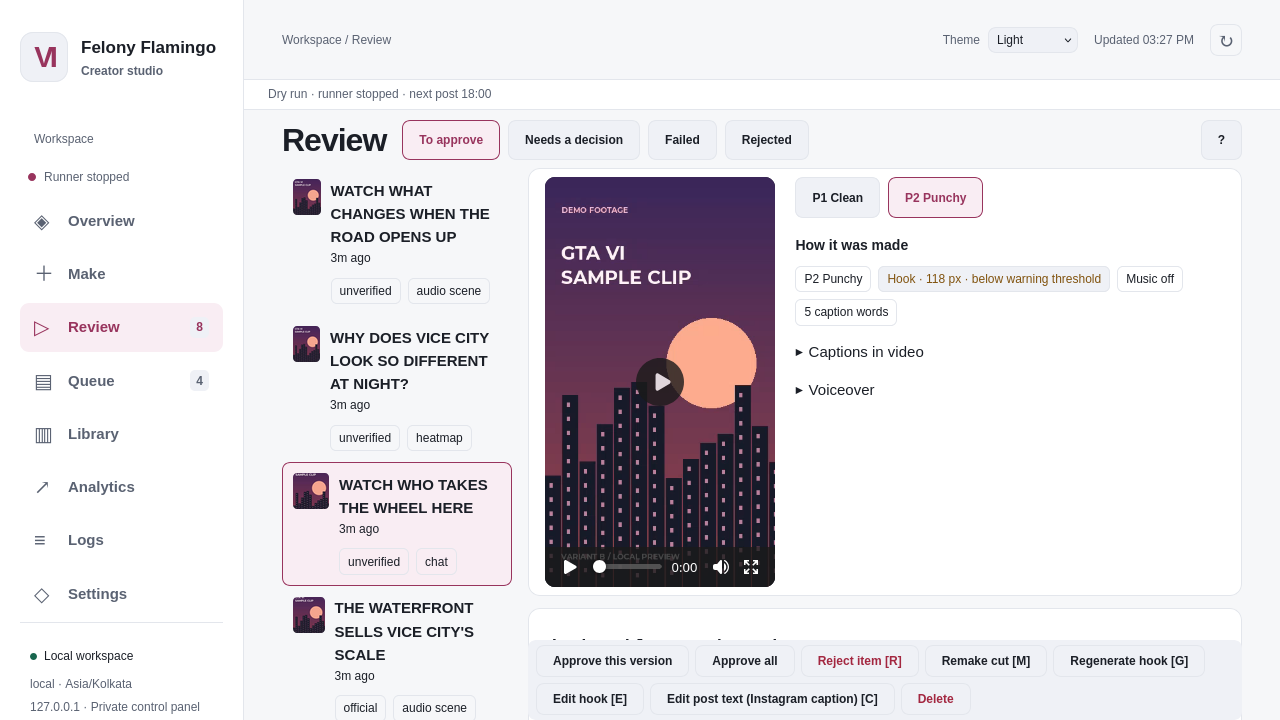 VI
Felony Flamingo
Creator studio
Workspace
Runner stopped
Overview
Make
Review 8
Queue 4
Library
Analytics
Logs
Settings
Local workspace
local · Asia/Kolkata
127.0.0.1 · Private control panel
Workspace / Review
Theme Light Updated 03:27 PM
Dry run · runner stopped · next post 18:00
Review
To approve Needs a decision Failed Rejected ?
WATCH WHAT
CHANGES WHEN THE
ROAD OPENS UP
3m ago
unverified audio scene
WHY DOES VICE CITY
LOOK SO DIFFERENT
AT NIGHT?
3m ago
unverified heatmap
WATCH WHO TAKES
THE WHEEL HERE
3m ago
unverified chat
THE WATERFRONT
SELLS VICE CITY'S
SCALE
3m ago
official audio scene
DEMO FOOTAGE
GTA VI
SAMPLE CLIP
VARIANT B / LOCAL PREVIEW
0:00
P1 Clean P2 Punchy
How it was made
P2 Punchy Hook · 118 px · below warning threshold Music off
5 caption words
▸ Captions in video
▸ Voiceover
Approve this version Approve all Reject item [R] Remake cut [M] Regenerate hook [G]
Edit hook [E] Edit post text (Instagram caption) [C] Delete